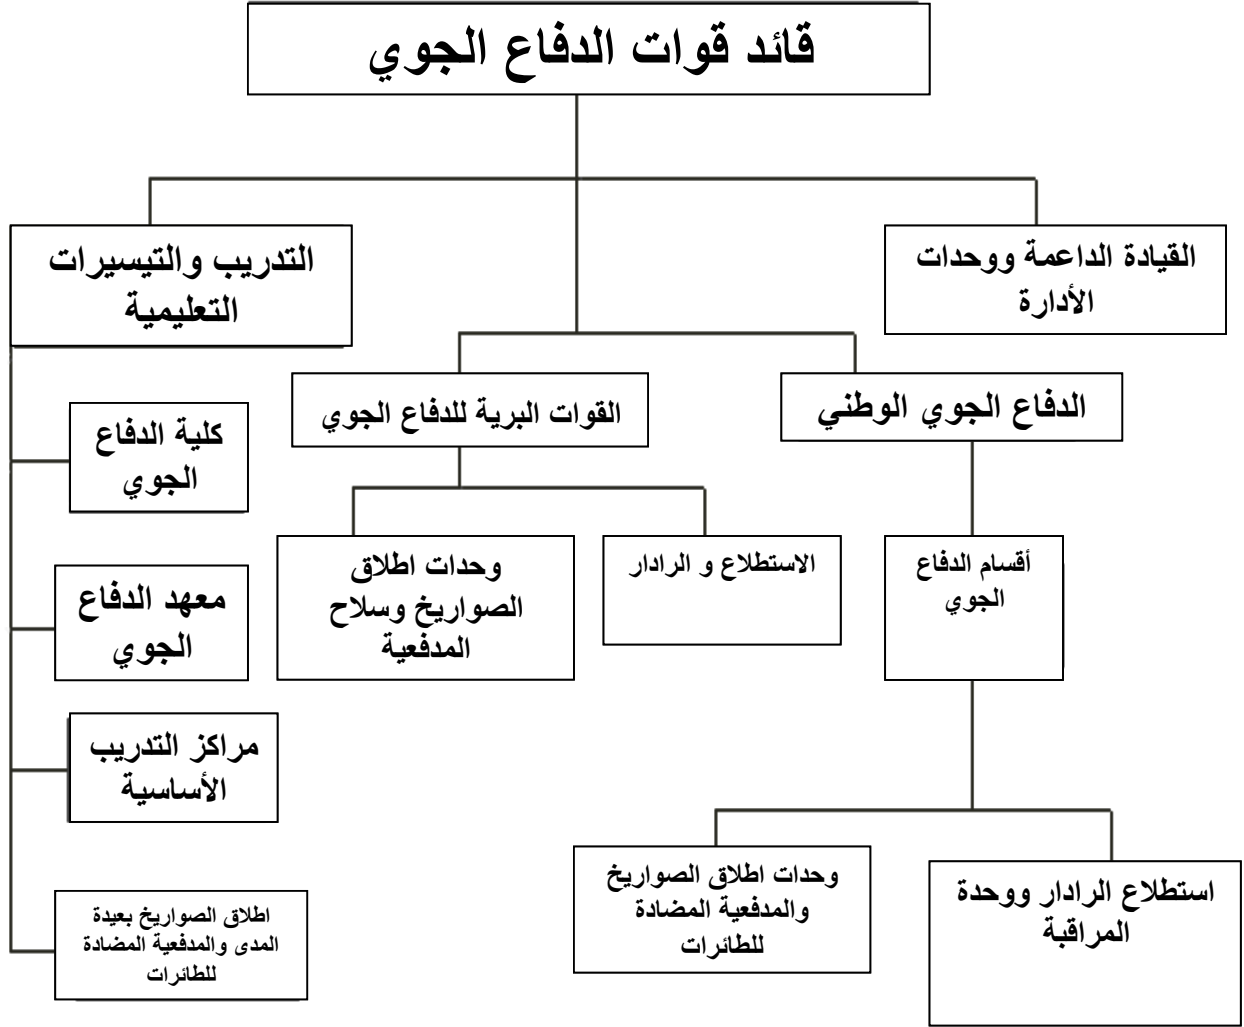 قائد قوات الدفاع الجوي
القيادة الداعمة ووحدات
الأدارة
التدريب والتيسيرات
التعليمية
الدفاع الجوي الوطني
القوات البرية للدفاع الجوي
كلية الدفاع
الجوي
أقسام الدفاع
الجوي
الاستطلاع و الرادار
وحدات اطلاق
الصواريخ وسلاح
المدفعية
معهد الدفاع
الجوي
مراكز التدريب
الأساسية
استطلاع الرادار ووحدة
المراقبة
وحدات اطلاق الصواريخ
والمدفعية المضادة
للطائرات
اطلاق الصواريخ بعيدة
المدى والمدفعية المضادة
للطائرات